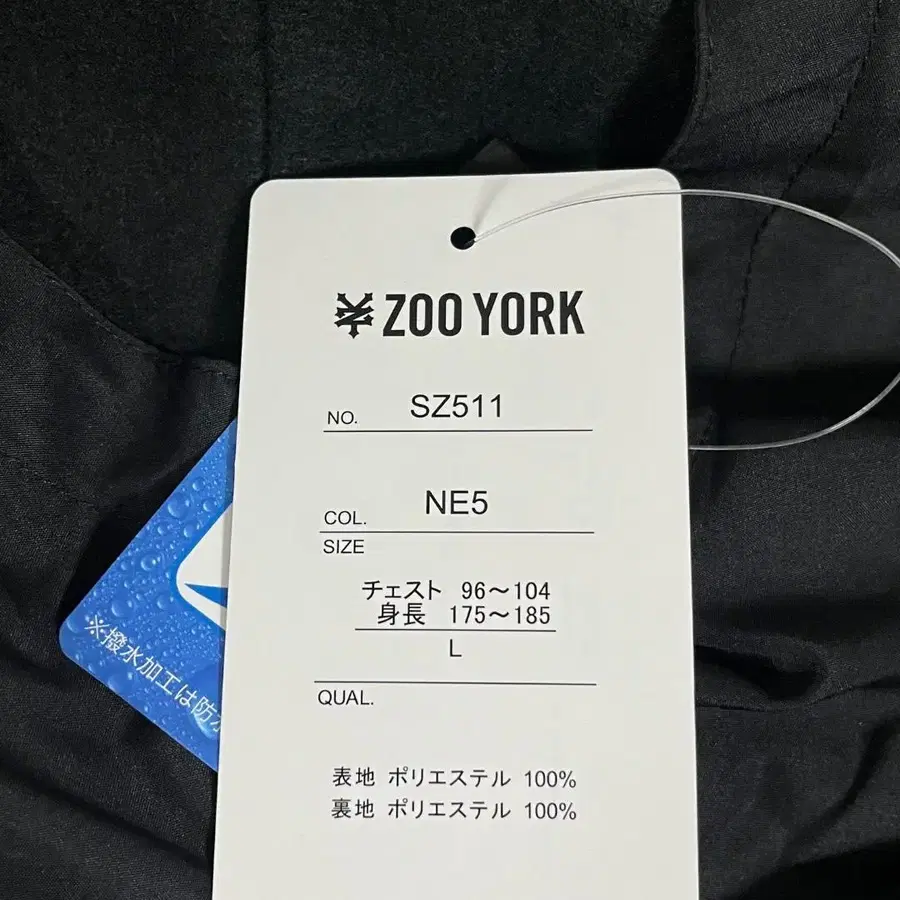 ZOO YORK
NO. SZ511
COL. NE5
SIZE
チェスト 96～104
身長 175～185
L
QUAL.
表地 ポリエステル 100%
裏地 ポリエステル 100%
※撥水加工は防水